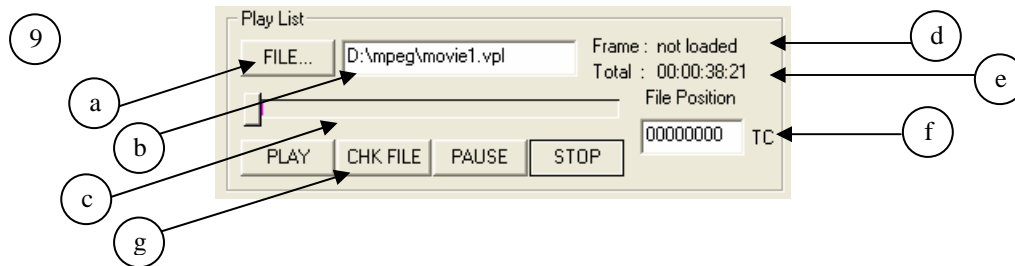 9
Play List
FILE...
D:\mpeg\movie1.vpl
Frame : not loaded
Total : 00:00:38:21
File Position
00000000 TC
PLAY CHK FILE PAUSE STOP
a
b
c
g
d
e
f